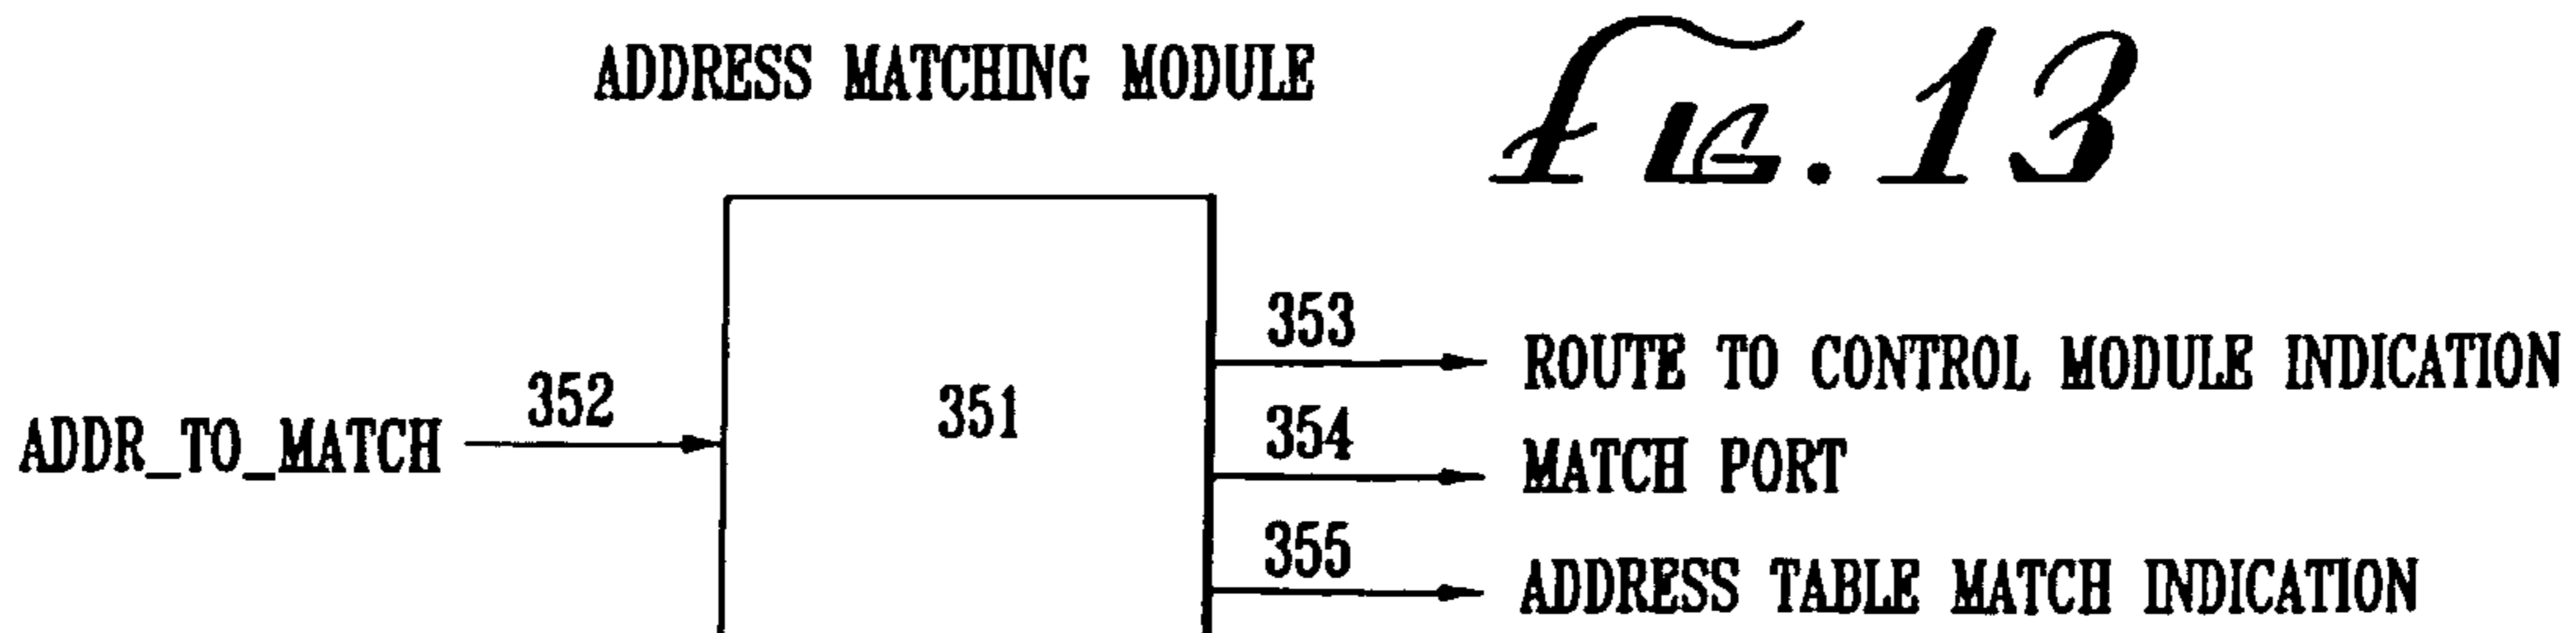 ADDRESS MATCHING MODULE
FIG. 13
353
ROUTE TO CONTROL MODULE INDICATION
352
351
ADDR_TO_MATCH
354
MATCH PORT
355
ADDRESS TABLE MATCH INDICATION